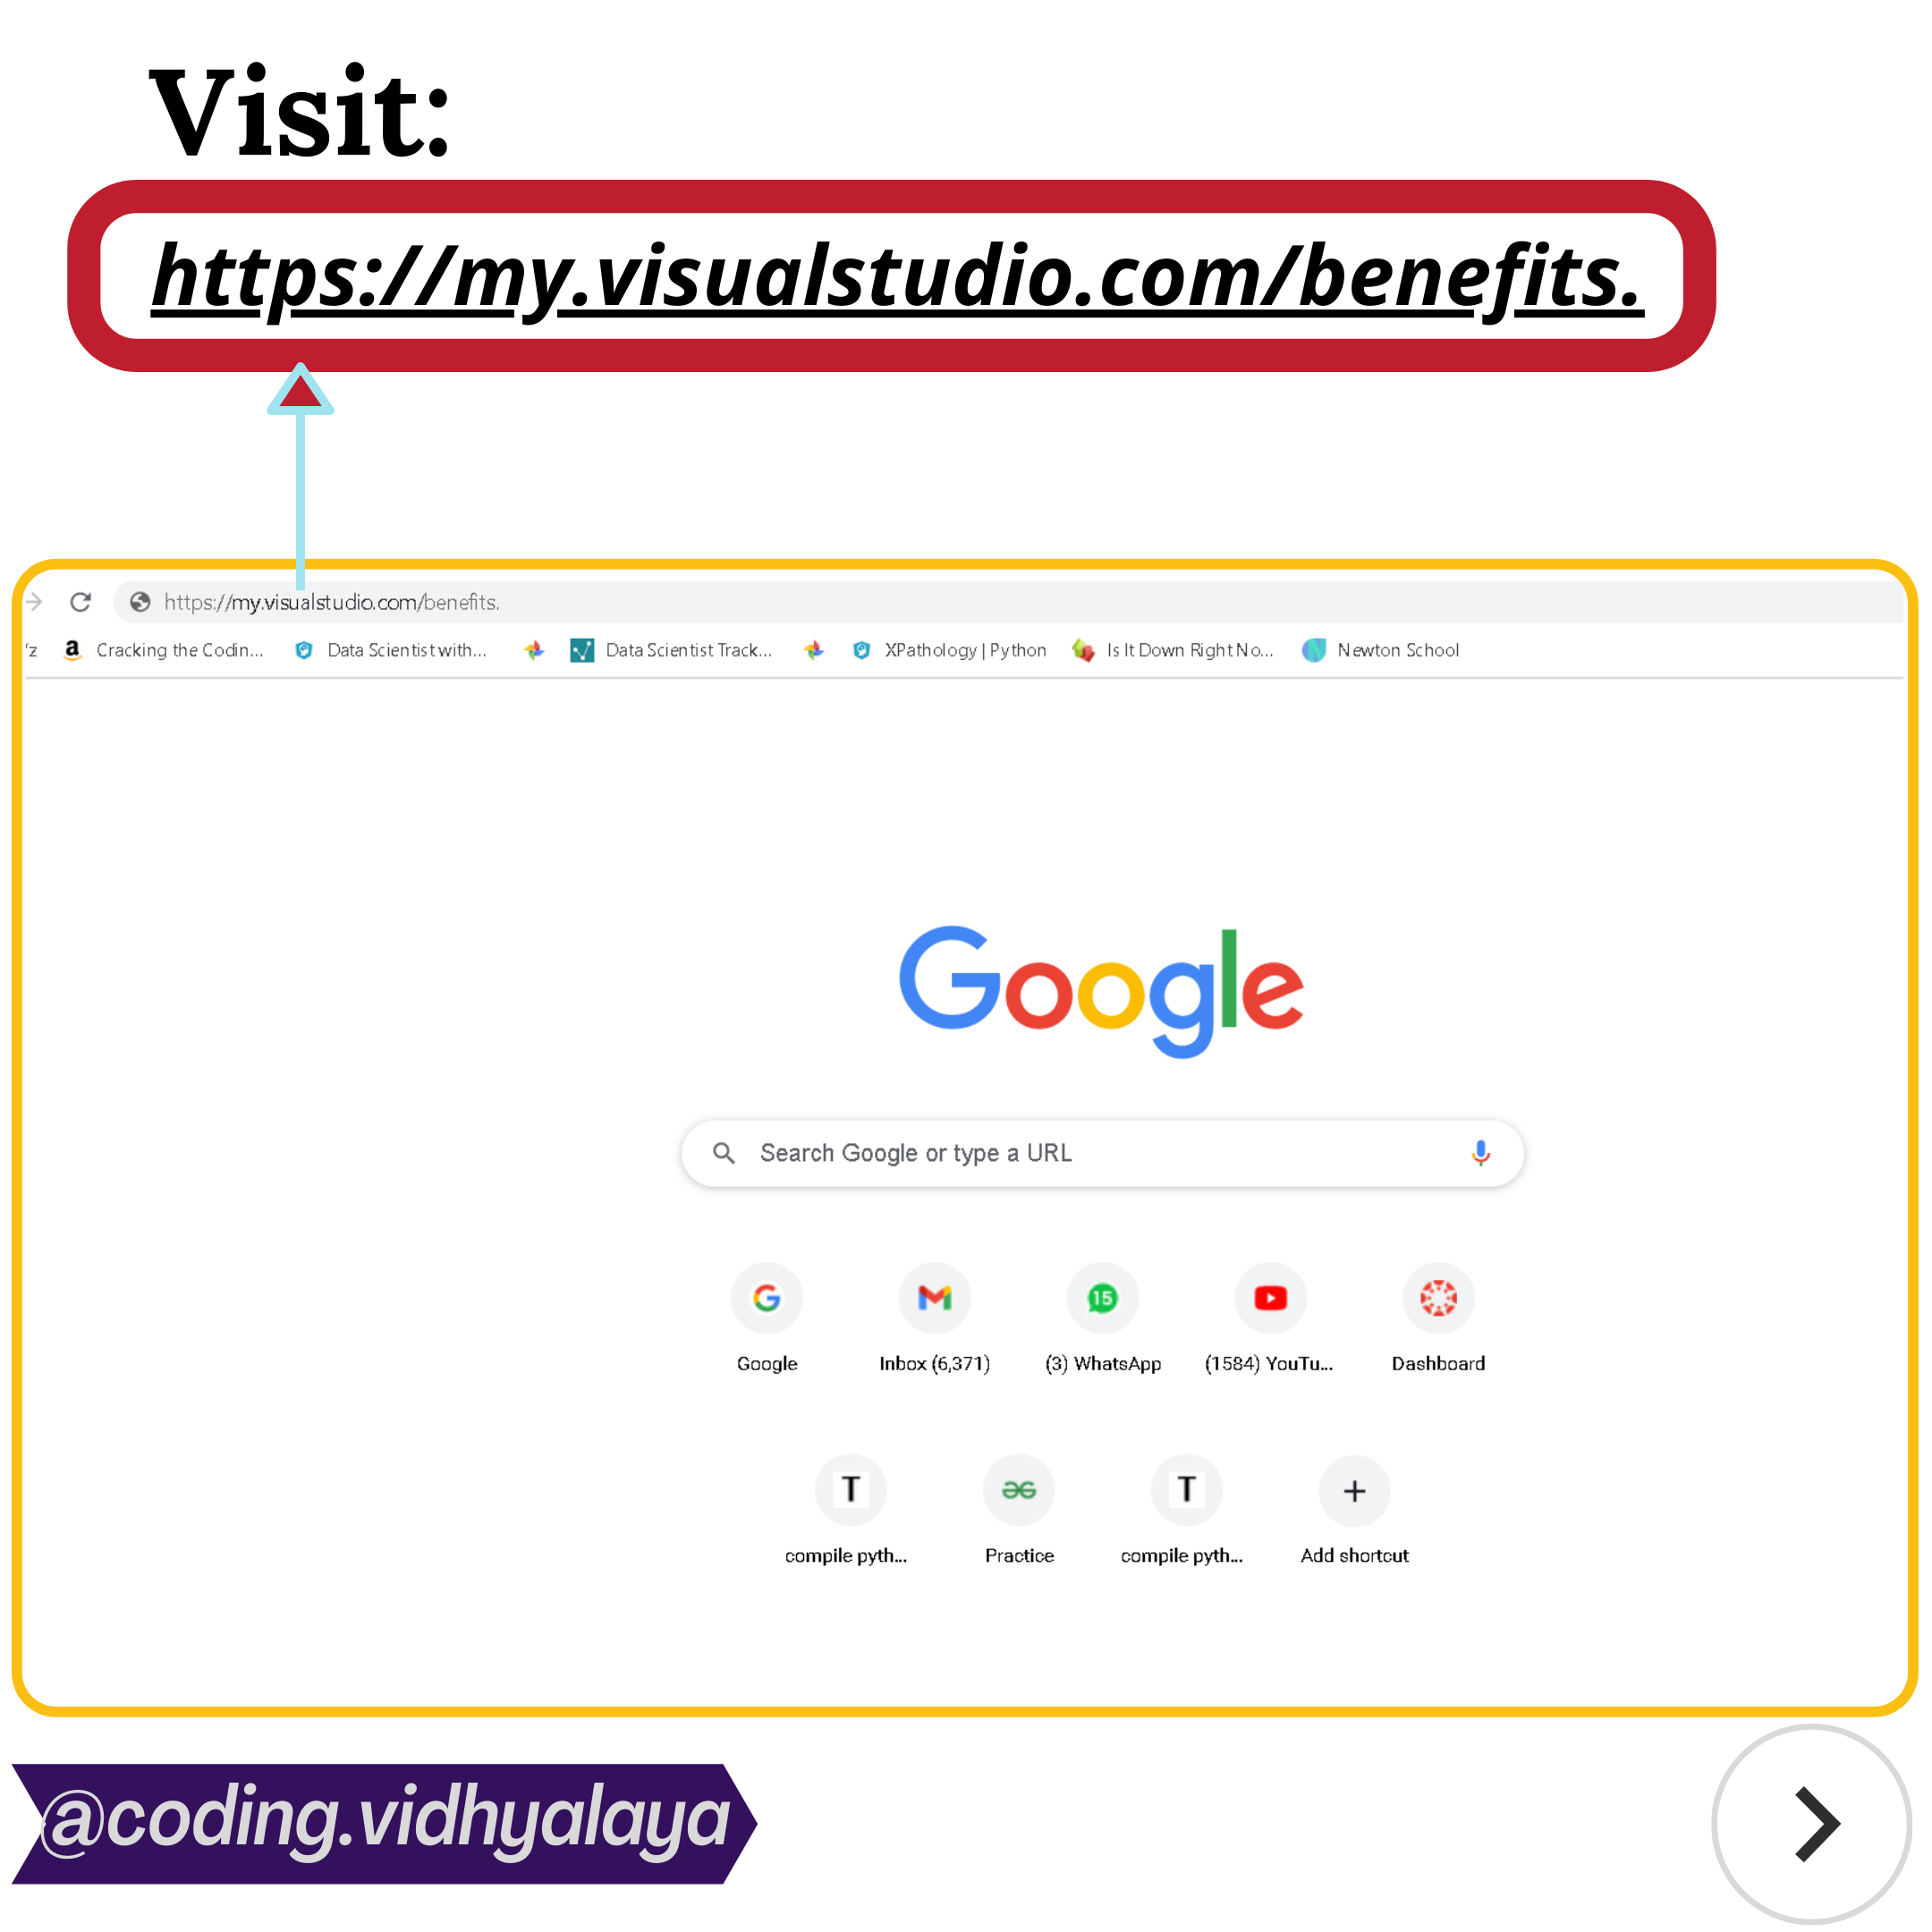 Visit:
https://my.visualstudio.com/benefits.
https://my.visualstudio.com/benefits.
'z Cracking the Codin... Data Scientist with... Data Scientist Track... XPathology | Python Is It Down Right No... Newton School
Google
Search Google or type a URL
15
Google Inbox (6,371) (3) WhatsApp (1584) YouTu... Dashboard
T T
compile pyth... Practice compile pyth... Add shortcut
@coding.vidhyalaya